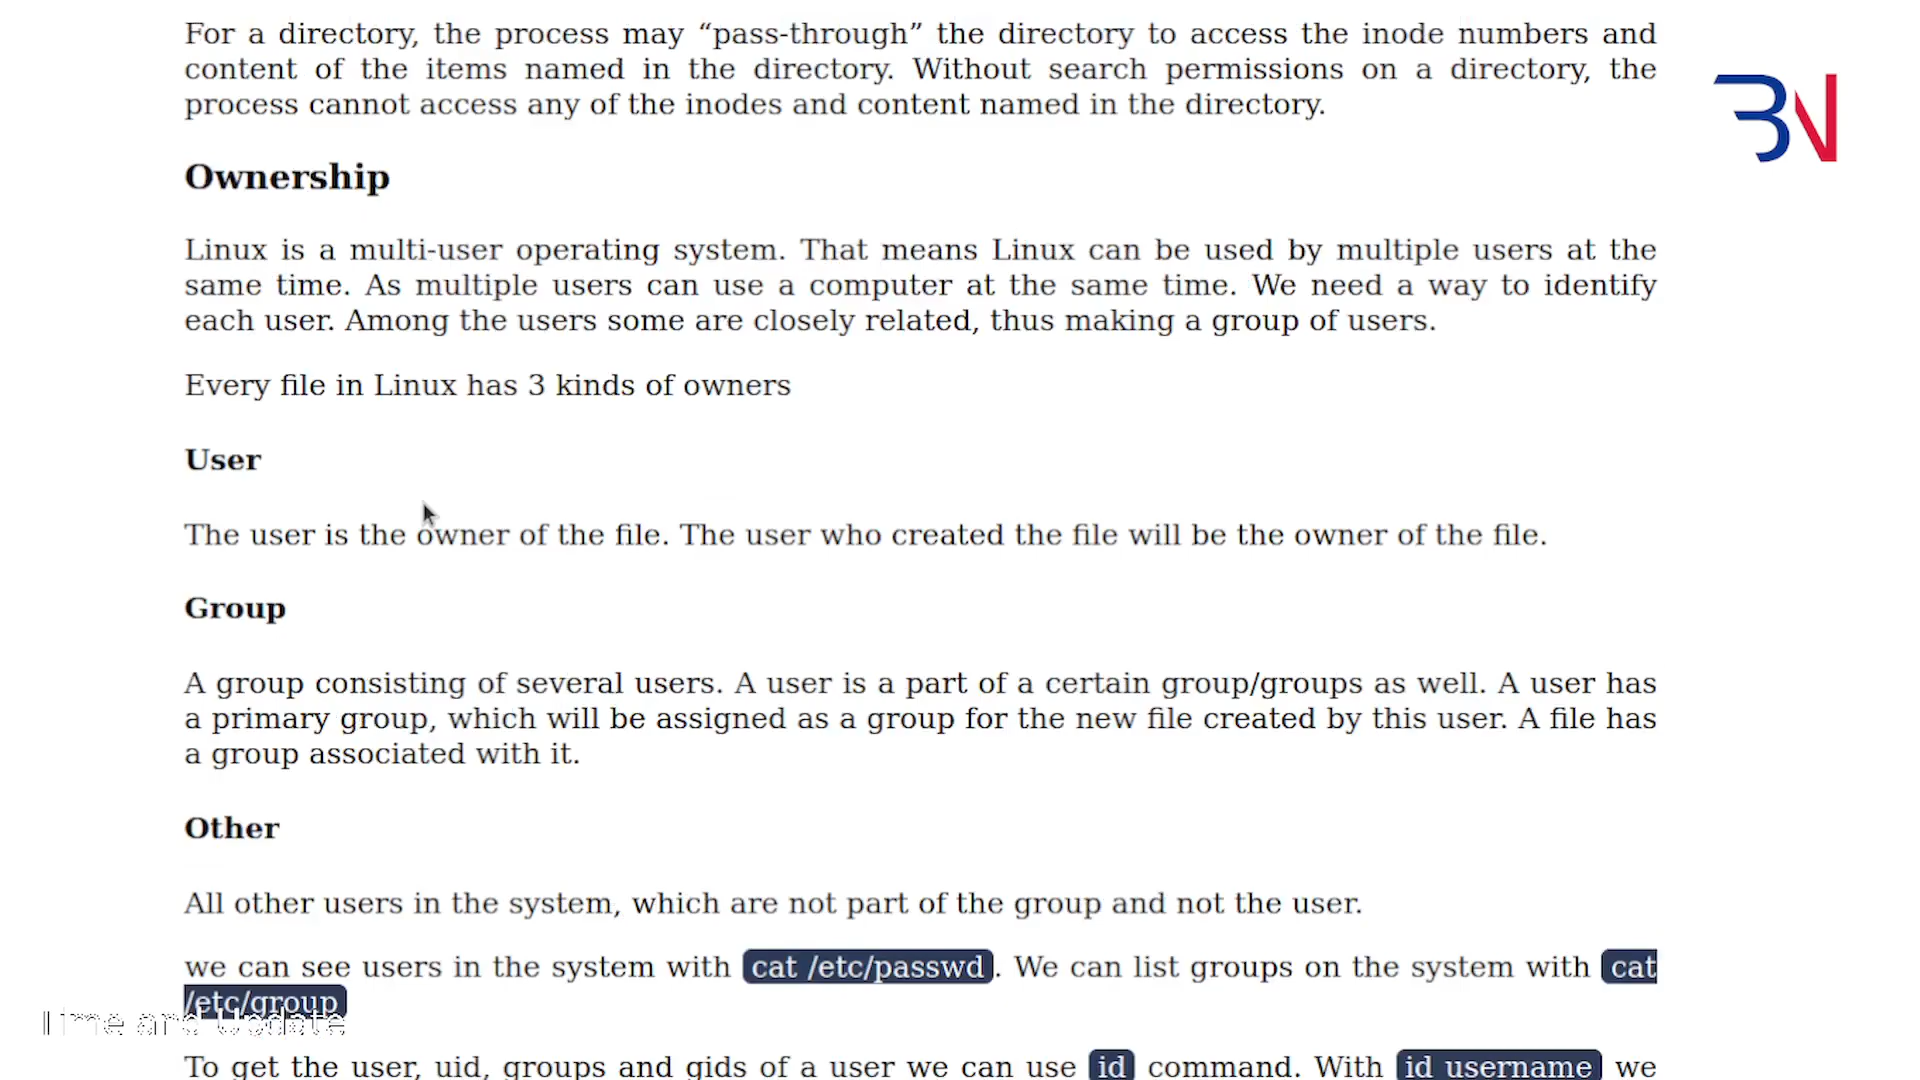 For a directory, the process may “pass-through” the directory to access the inode numbers and
content of the items named in the directory. Without search permissions on a directory, the
process cannot access any of the inodes and content named in the directory.
BN
Ownership
Linux is a multi-user operating system. That means Linux can be used by multiple users at the
same time. As multiple users can use a computer at the same time. We need a way to identify
each user. Among the users some are closely related, thus making a group of users.
Every file in Linux has 3 kinds of owners
User
The user is the owner of the file. The user who created the file will be the owner of the file.
Group
A group consisting of several users. A user is a part of a certain group/groups as well. A user has
a primary group, which will be assigned as a group for the new file created by this user. A file has
a group associated with it.
Other
All other users in the system, which are not part of the group and not the user.
we can see users in the system with cat /etc/passwd. We can list groups on the system with cat
/etc/group
Time and Update
To get the user, uid, groups and gids of a user we can use id command. With id username we